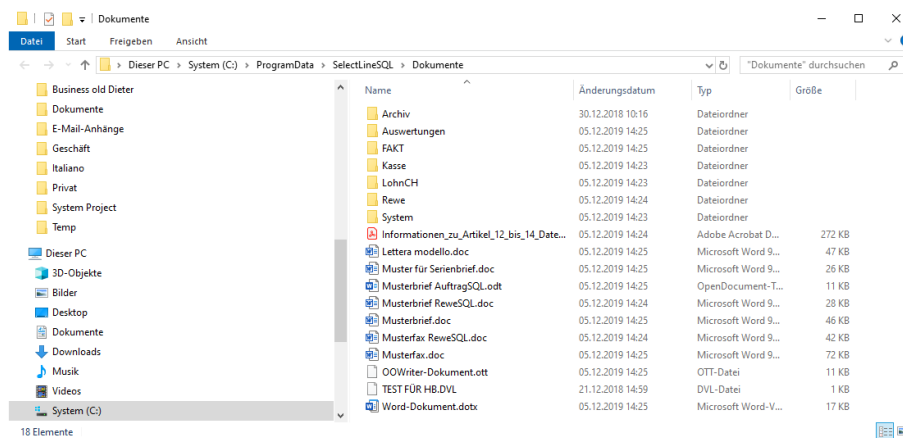 Dokumente
Datei Start Freigeben Ansicht
Dieser PC > System (C:) > ProgramData > SelectLineSQL > Dokumente "Dokumente" durchsuchen
Business old Dieter
Dokumente
E-Mail-Anhänge
Geschäft
Italiano
Privat
System Project
Temp
Dieser PC
3D-Objekte
Bilder
Desktop
Dokumente
Downloads
Musik
Videos
System (C:)
Name Änderungsdatum Typ Größe
Archiv 30.12.2018 10:16 Dateiordner
Auswertungen 05.12.2019 14:25 Dateiordner
FAKT 05.12.2019 14:25 Dateiordner
Kasse 05.12.2019 14:23 Dateiordner
LohnCH 05.12.2019 14:23 Dateiordner
Rewe 05.12.2019 14:24 Dateiordner
System 05.12.2019 14:23 Dateiordner
Informationen_zu_Artikel_12_bis_14_Date... 05.12.2019 14:24 Adobe Acrobat D... 272 KB
Lettera modello.doc 05.12.2019 14:25 Microsoft Word 9... 47 KB
Muster für Serienbrief.doc 05.12.2019 14:25 Microsoft Word 9... 26 KB
Musterbrief AuftragSQL.odt 05.12.2019 14:25 OpenDocument-T... 11 KB
Musterbrief ReweSQL.doc 05.12.2019 14:24 Microsoft Word 9... 28 KB
Musterbrief.doc 05.12.2019 14:25 Microsoft Word 9... 46 KB
Musterfax ReweSQL.doc 05.12.2019 14:24 Microsoft Word 9... 42 KB
Musterfax.doc 05.12.2019 14:25 Microsoft Word 9... 72 KB
OOWriter-Dokument.ott 05.12.2019 14:25 OTT-Datei 11 KB
TEST FÜR HB.DVL 21.12.2018 14:59 DVL-Datei 1 KB
Word-Dokument.dotx 05.12.2019 14:25 Microsoft Word-V... 17 KB
18 Elemente